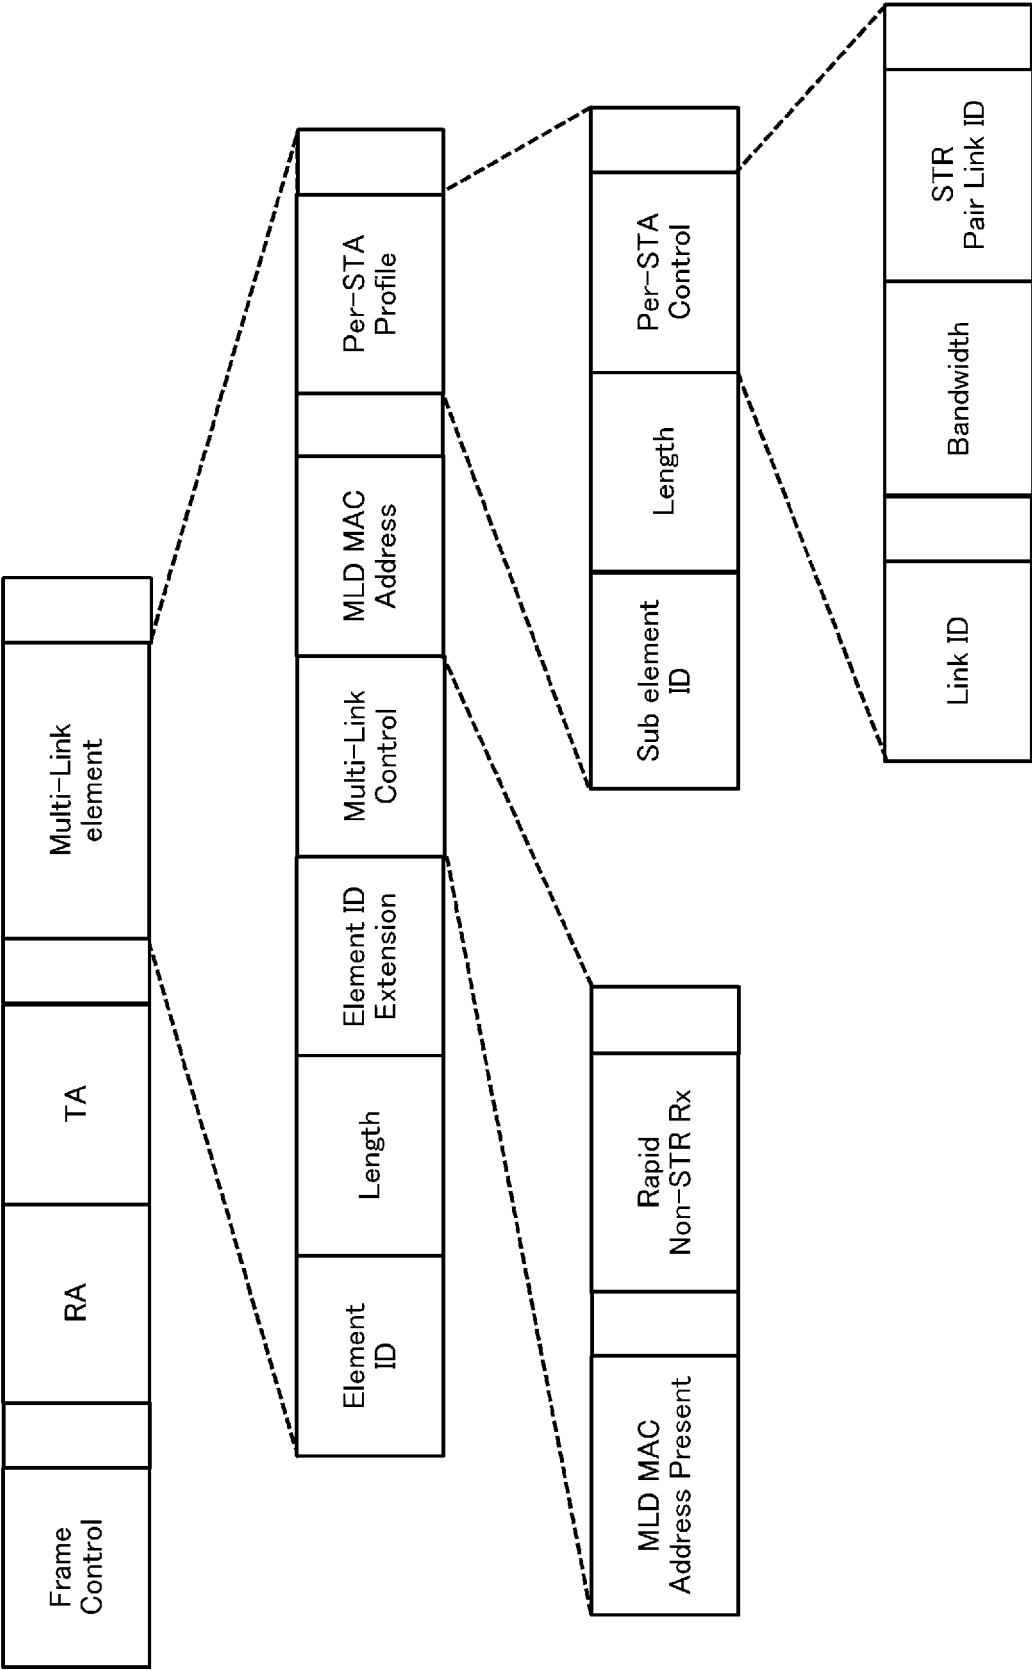 Frame
Control
RA
TA
Multi-Link
element
Element
ID
Length
Element ID
Extension
Multi-Link
Control
MLD MAC
Address
Per-STA
Profile
MLD MAC
Address Present
Rapid
Non-STR Rx
Sub element
ID
Length
Per-STA
Control
Link ID
Bandwidth
STR
Pair Link ID